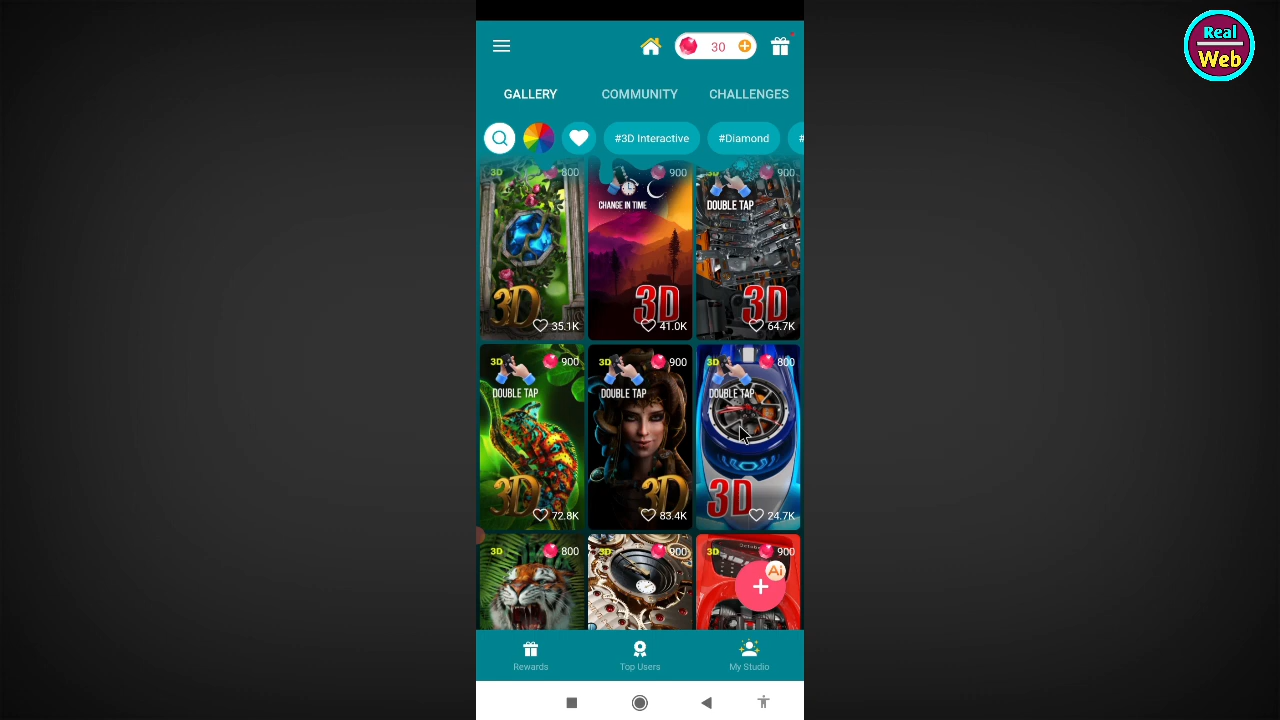 Real
Web
30
GALLERY
COMMUNITY
CHALLENGES
#3D Interactive
#Diamond
#
3D
800
3D
35.1K
900
CHANGE IN TIME
3D
41.0K
3D
900
DOUBLE TAP
3D
64.7K
3D
900
DOUBLE TAP
3D
72.8K
3D
900
DOUBLE TAP
3D
83.4K
3D
800
DOUBLE TAP
3D
24.7K
3D
800
3D
900
3D
900
Ai
Rewards
Top Users
My Studio